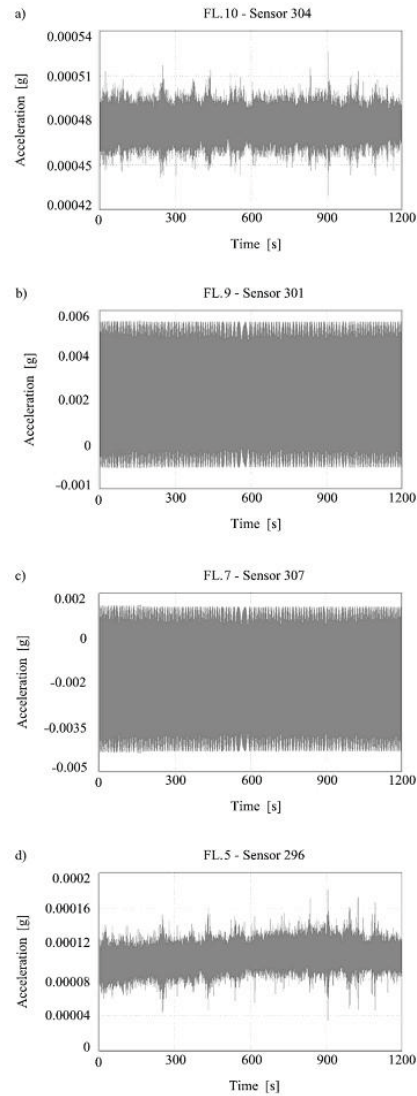 a) FL.10 - Sensor 304
0.00054
0.00051
0.00048
0.00045
0.00042
Acceleration [g]
0 300 600 900 1200
Time [s]
b) FL.9 - Sensor 301
0.006
0.004
0.002
0
-0.001
Acceleration [g]
0 300 600 900 1200
Time [s]
c) FL.7 - Sensor 307
0.002
0
-0.002
-0.0035
-0.005
Acceleration [g]
0 300 600 900 1200
Time [s]
d) FL.5 - Sensor 296
0.0002
0.00016
0.00012
0.00008
0.00004
0
Acceleration [g]
0 300 600 900 1200
Time [s]